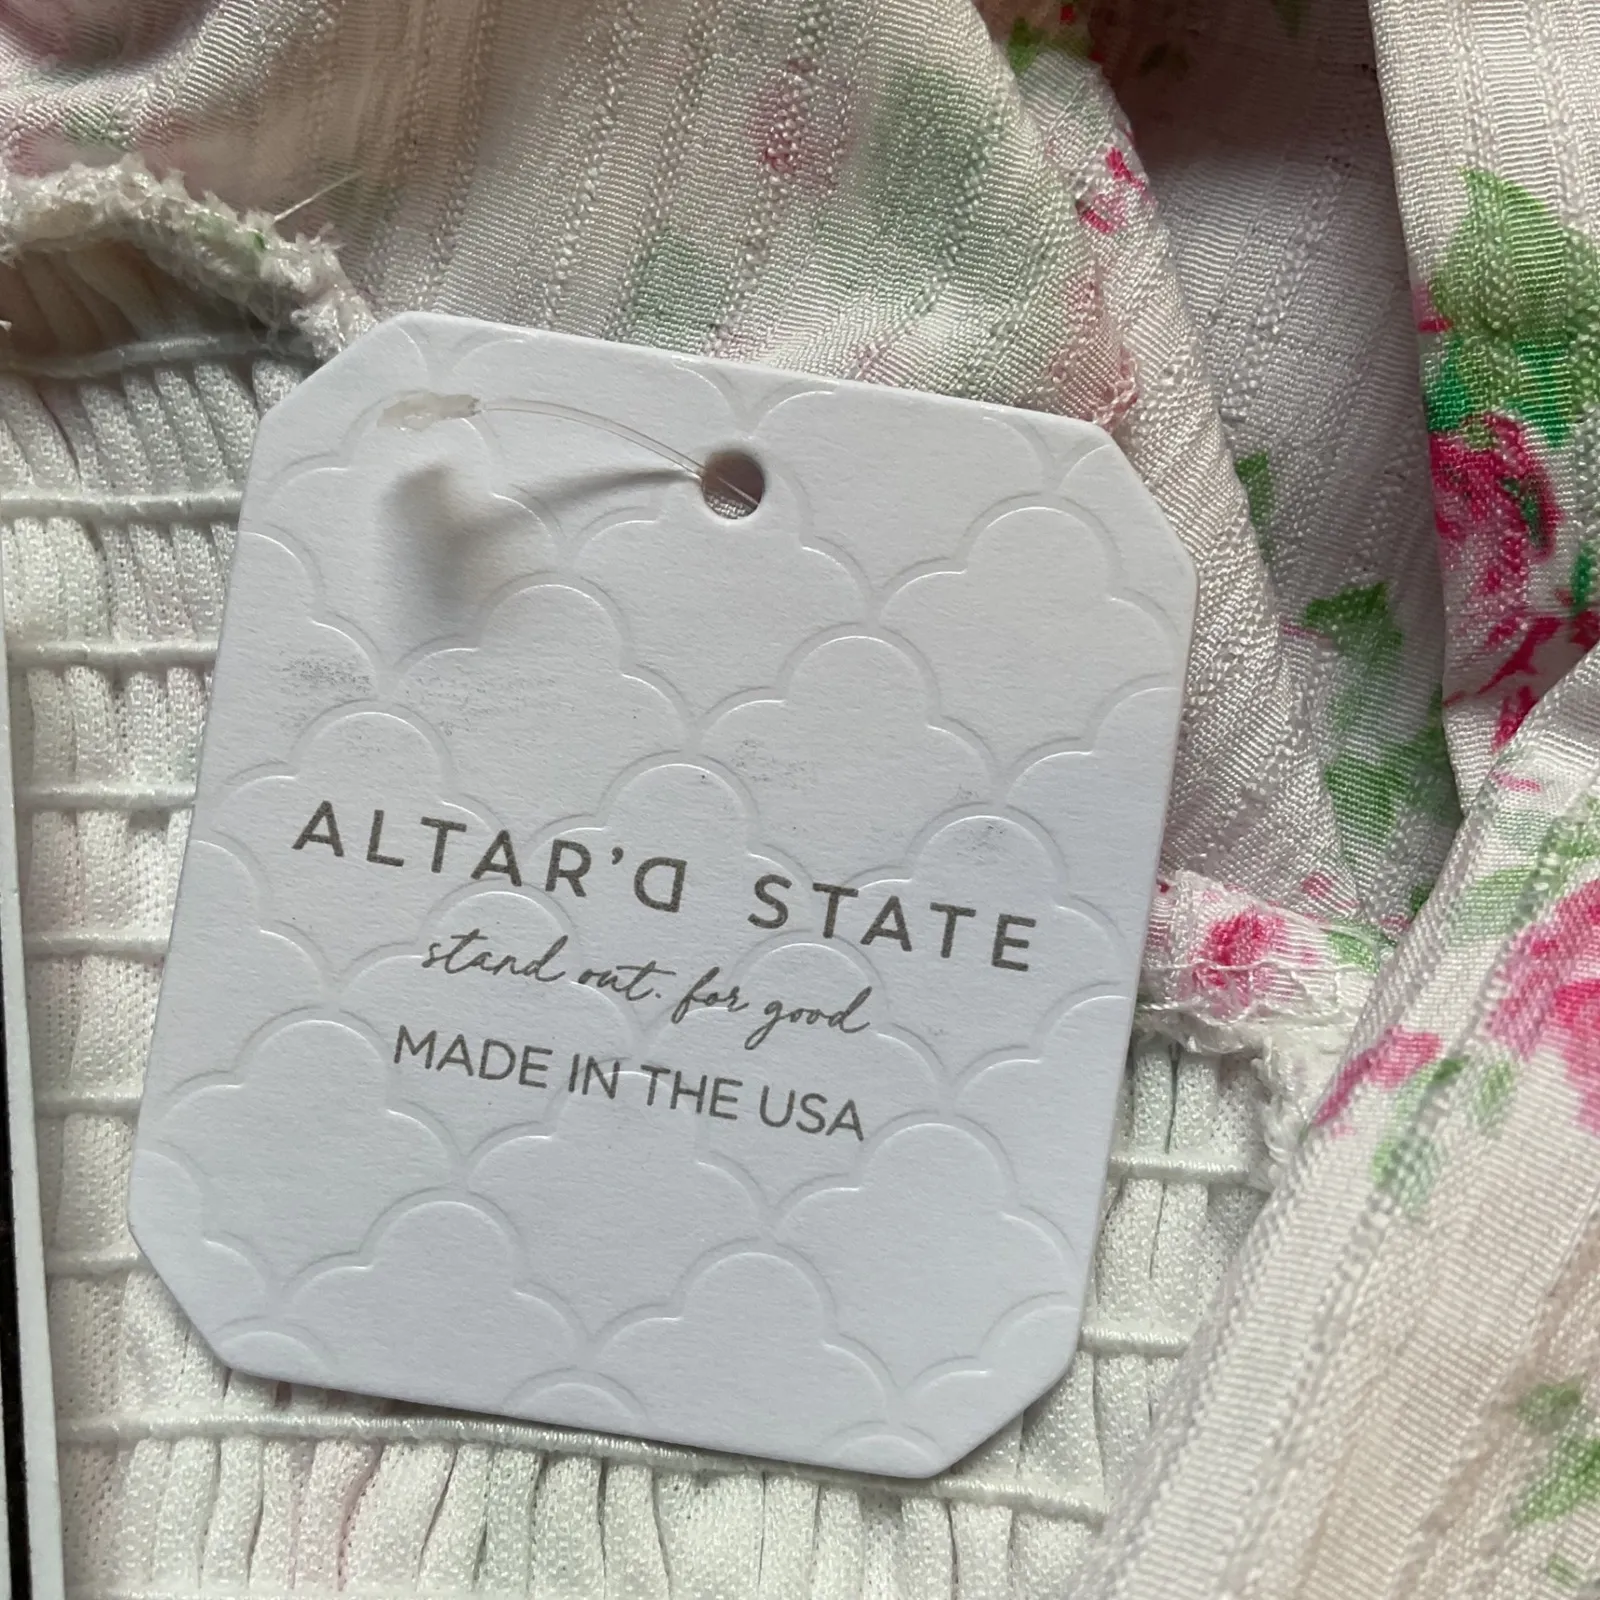 ALTAR'D STATE
stand out. for good
MADE IN THE USA